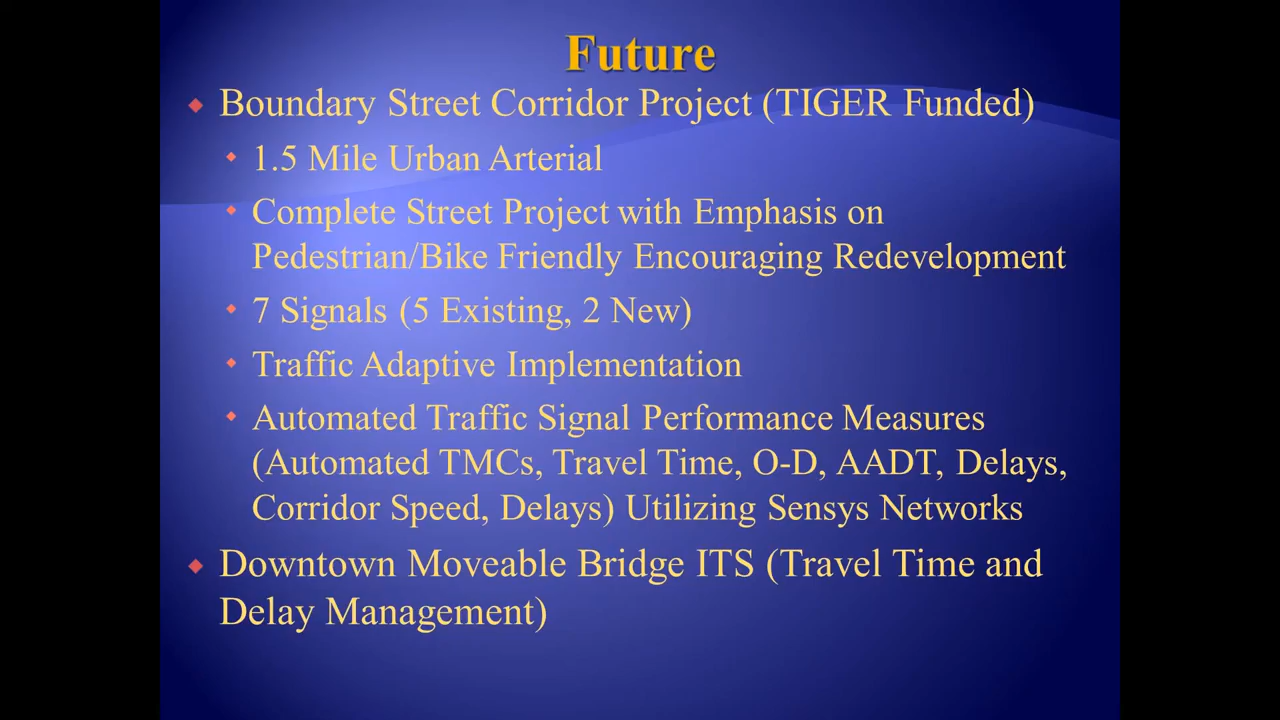 Future
Boundary Street Corridor Project (TIGER Funded)
1.5 Mile Urban Arterial
Complete Street Project with Emphasis on
Pedestrian/Bike Friendly Encouraging Redevelopment
7 Signals (5 Existing, 2 New)
Traffic Adaptive Implementation
Automated Traffic Signal Performance Measures
(Automated TMCs, Travel Time, O-D, AADT, Delays,
Corridor Speed, Delays) Utilizing Sensys Networks
Downtown Moveable Bridge ITS (Travel Time and
Delay Management)